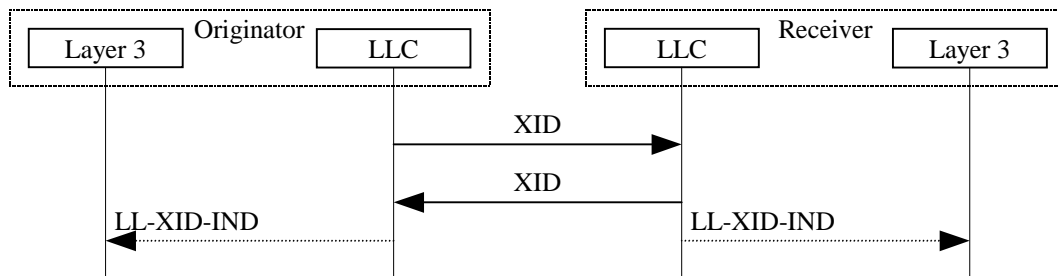 Originator
Receiver
Layer 3
LLC
LLC
Layer 3
XID
XID
LL-XID-IND
LL-XID-IND